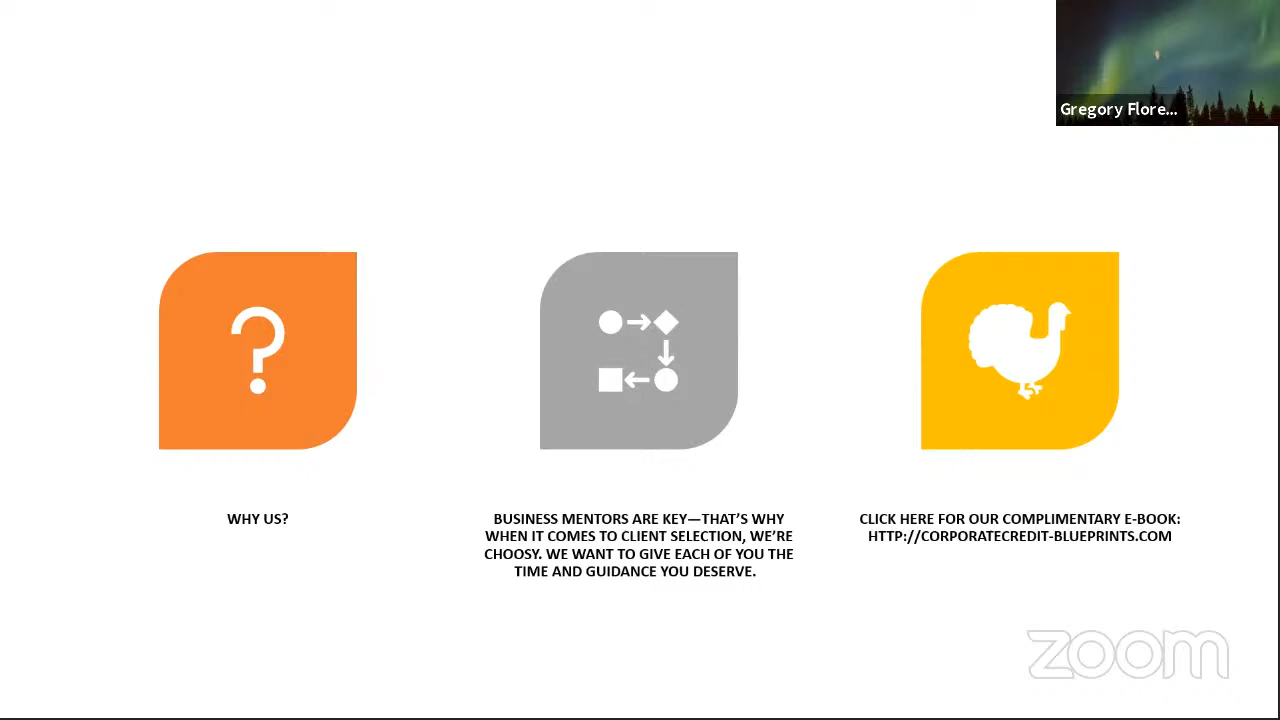 Gregory Flore...
?
WHY US?
BUSINESS MENTORS ARE KEY—THAT'S WHY
WHEN IT COMES TO CLIENT SELECTION, WE'RE
CHOOSY. WE WANT TO GIVE EACH OF YOU THE
TIME AND GUIDANCE YOU DESERVE.
CLICK HERE FOR OUR COMPLIMENTARY E-BOOK:
HTTP://CORPORATECREDIT-BLUEPRINTS.COM
zoom